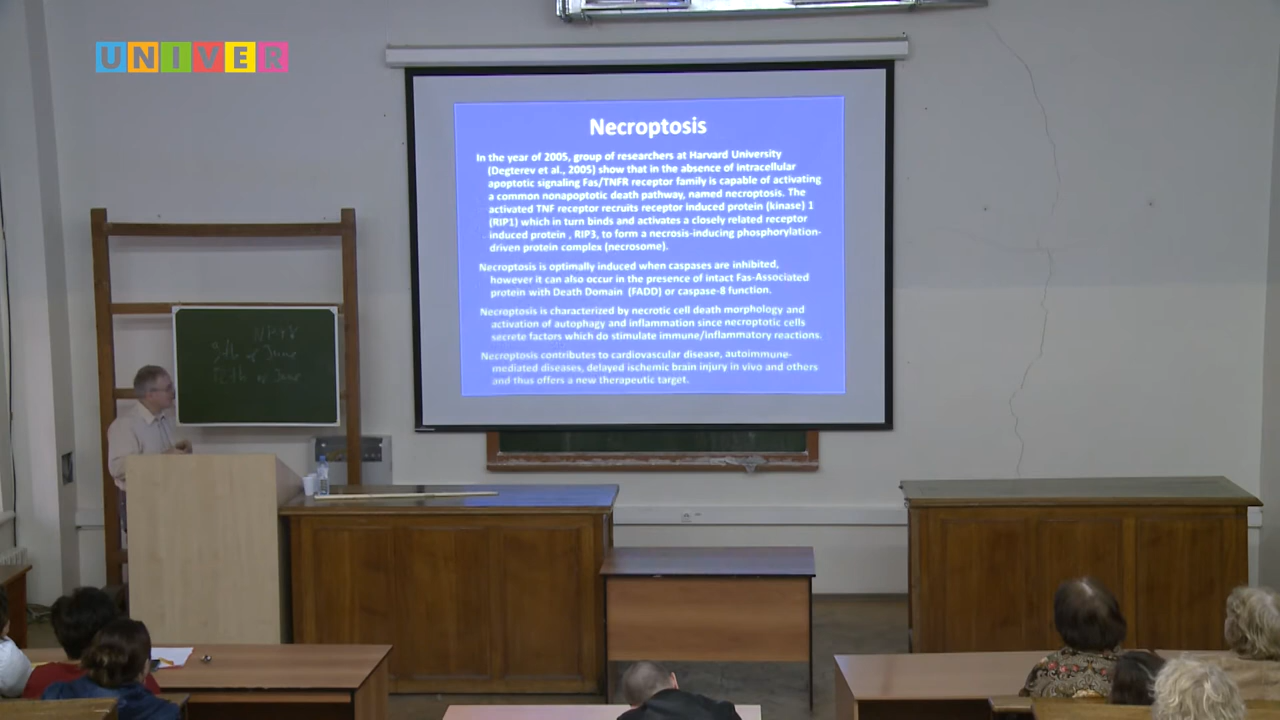 UNIVER
Necroptosis
In the year of 2005, group of researchers at Harvard University
(Degterev et al., 2005) show that in the absence of intracellular
apoptotic signaling Fas/TNFR receptor family is capable of activating
a common nonapoptotic death pathway, named necroptosis. The
activated TNF receptor recruits receptor induced protein (kinase) 1
(RIP1) which in turn binds and activates a closely related receptor
induced protein , RIP3, to form a necrosis-inducing phosphorylation-
driven protein complex (necrosome).
Necroptosis is optimally induced when caspases are inhibited,
however it can also occur in the presence of intact Fas-Associated
protein with Death Domain (FADD) or caspase-8 function.
Necroptosis is characterized by necrotic cell death morphology and
activation of autophagy and inflammation since necroptotic cells
secrete factors which do stimulate immune/inflammatory reactions.
Necroptosis contributes to cardiovascular disease, autoimmune-
mediated diseases, delayed ischemic brain injury in vivo and others
and thus offers a new therapeutic target.
of June
of June